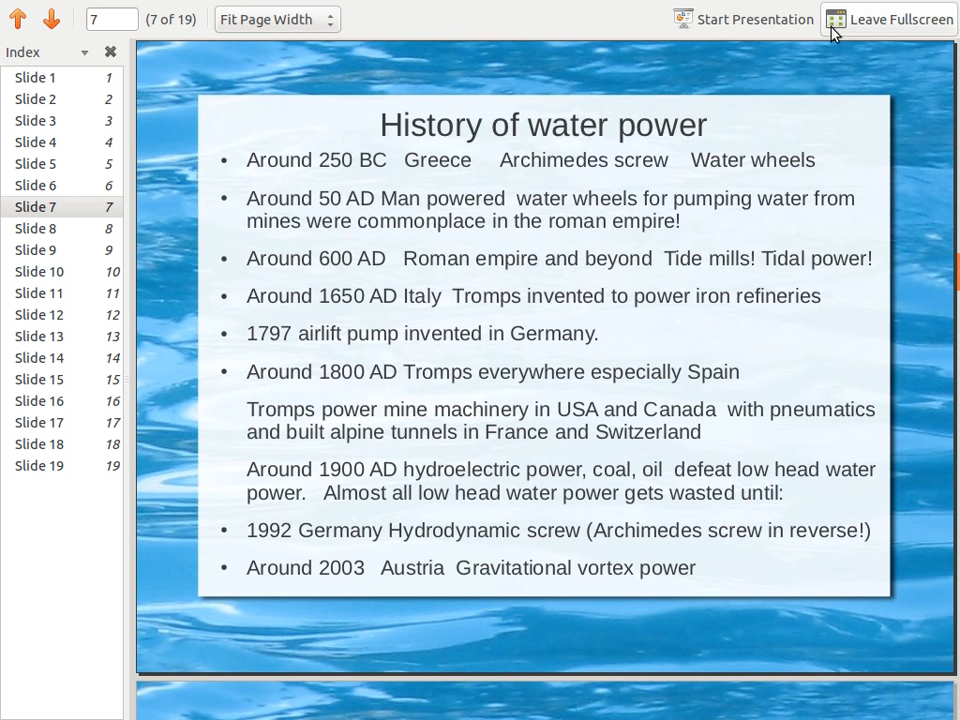 7 (7 of 19) Fit Page Width Start Presentation Leave Fullscreen
Index
Slide 1 1
Slide 2 2
Slide 3 3
Slide 4 4
Slide 5 5
Slide 6 6
Slide 7 7
Slide 8 8
Slide 9 9
Slide 10 10
Slide 11 11
Slide 12 12
Slide 13 13
Slide 14 14
Slide 15 15
Slide 16 16
Slide 17 17
Slide 18 18
Slide 19 19
History of water power
• Around 250 BC Greece Archimedes screw Water wheels
• Around 50 AD Man powered water wheels for pumping water from
mines were commonplace in the roman empire!
• Around 600 AD Roman empire and beyond Tide mills! Tidal power!
• Around 1650 AD Italy Tromps invented to power iron refineries
• 1797 airlift pump invented in Germany.
• Around 1800 AD Tromps everywhere especially Spain
Tromps power mine machinery in USA and Canada with pneumatics
and built alpine tunnels in France and Switzerland
Around 1900 AD hydroelectric power, coal, oil defeat low head water
power. Almost all low head water power gets wasted until:
• 1992 Germany Hydrodynamic screw (Archimedes screw in reverse!)
• Around 2003 Austria Gravitational vortex power